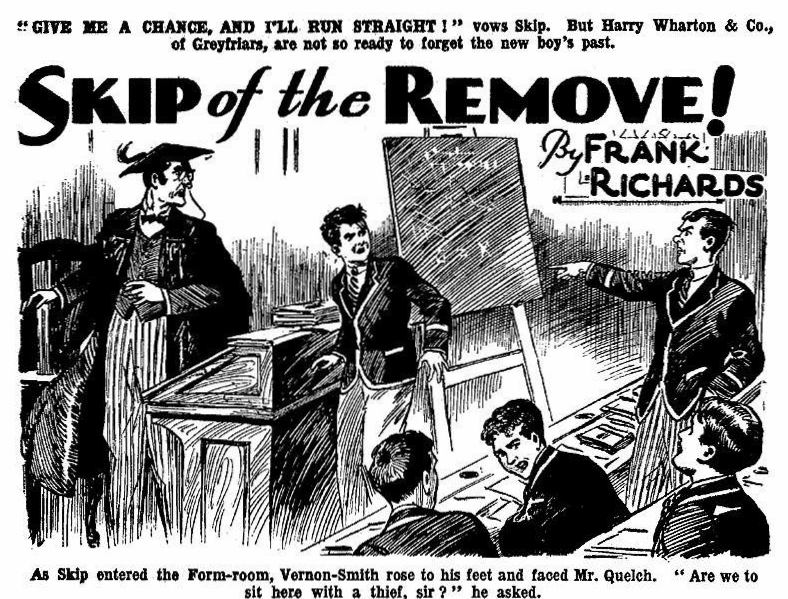 "GIVE ME A CHANCE, AND I'LL RUN STRAIGHT!" vows Skip. But Harry Wharton & Co.,
of Greyfriars, are not so ready to forget the new boy's past.
SKIP of the REMOVE!
By FRANK
RICHARDS
As Skip entered the Form-room, Vernon-Smith rose to his feet and faced Mr. Quelch. "Are we to
sit here with a thief, sir?" he asked.